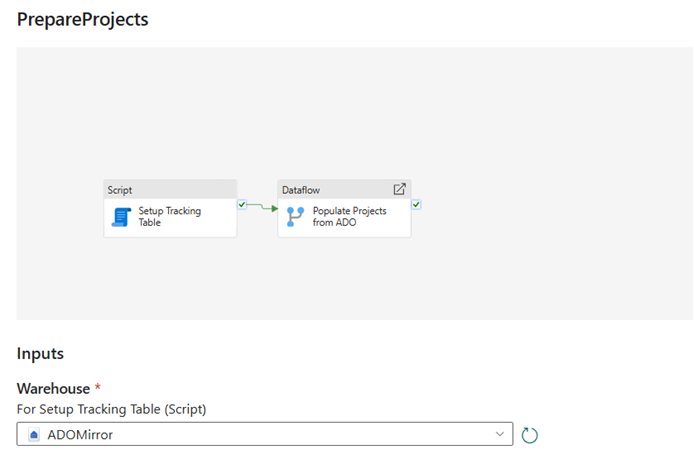 PrepareProjects
Script
Setup Tracking
Table
Dataflow
Populate Projects
from ADO
Inputs
Warehouse *
For Setup Tracking Table (Script)
ADOMirror